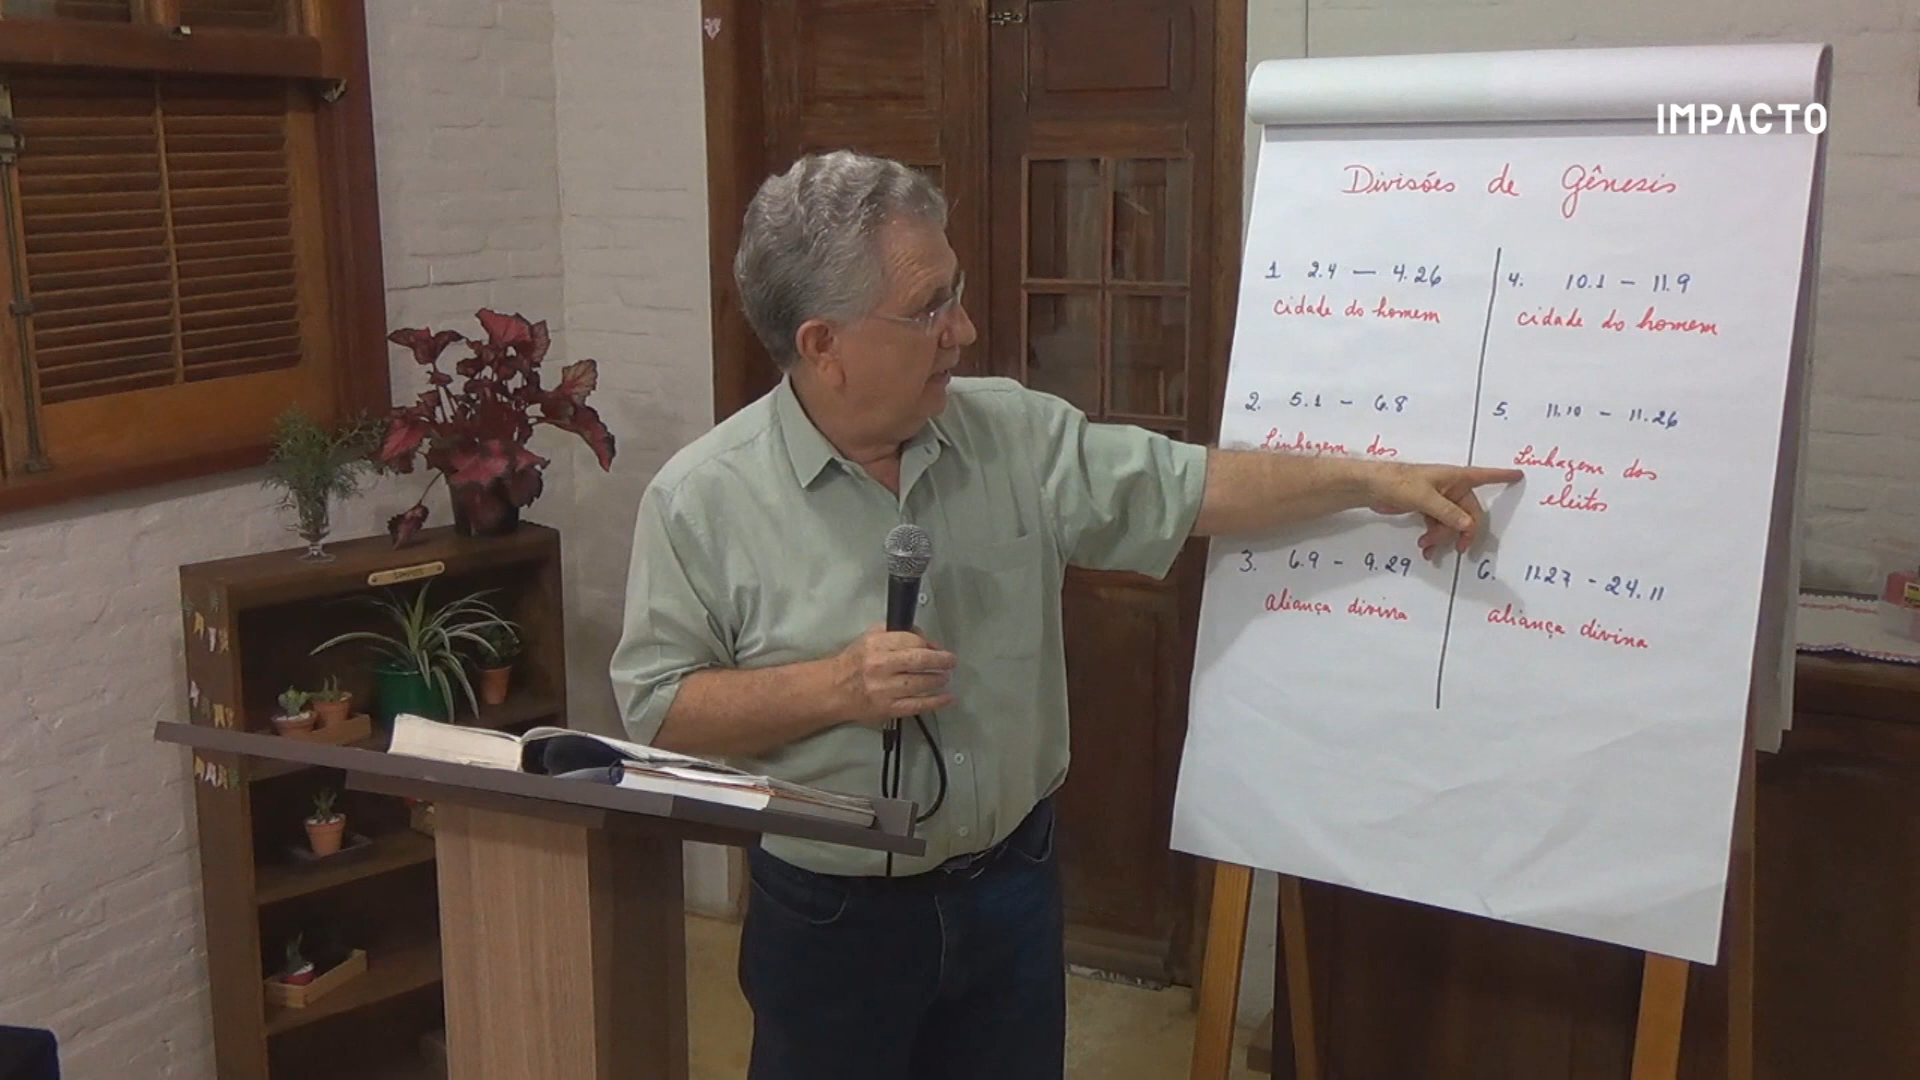 IMPACTO
Divisões de Gênesis
1 2.4 — 4.26
cidade do homem
2. 5.1 - 6.8
Linhagem dos
3. 6.9 - 9.29
aliança divina
4. 10.1 - 11.9
cidade do homem
5. 11.10 - 11.26
Linhagem dos
eleitos
6. 11.27 - 24.11
aliança divina